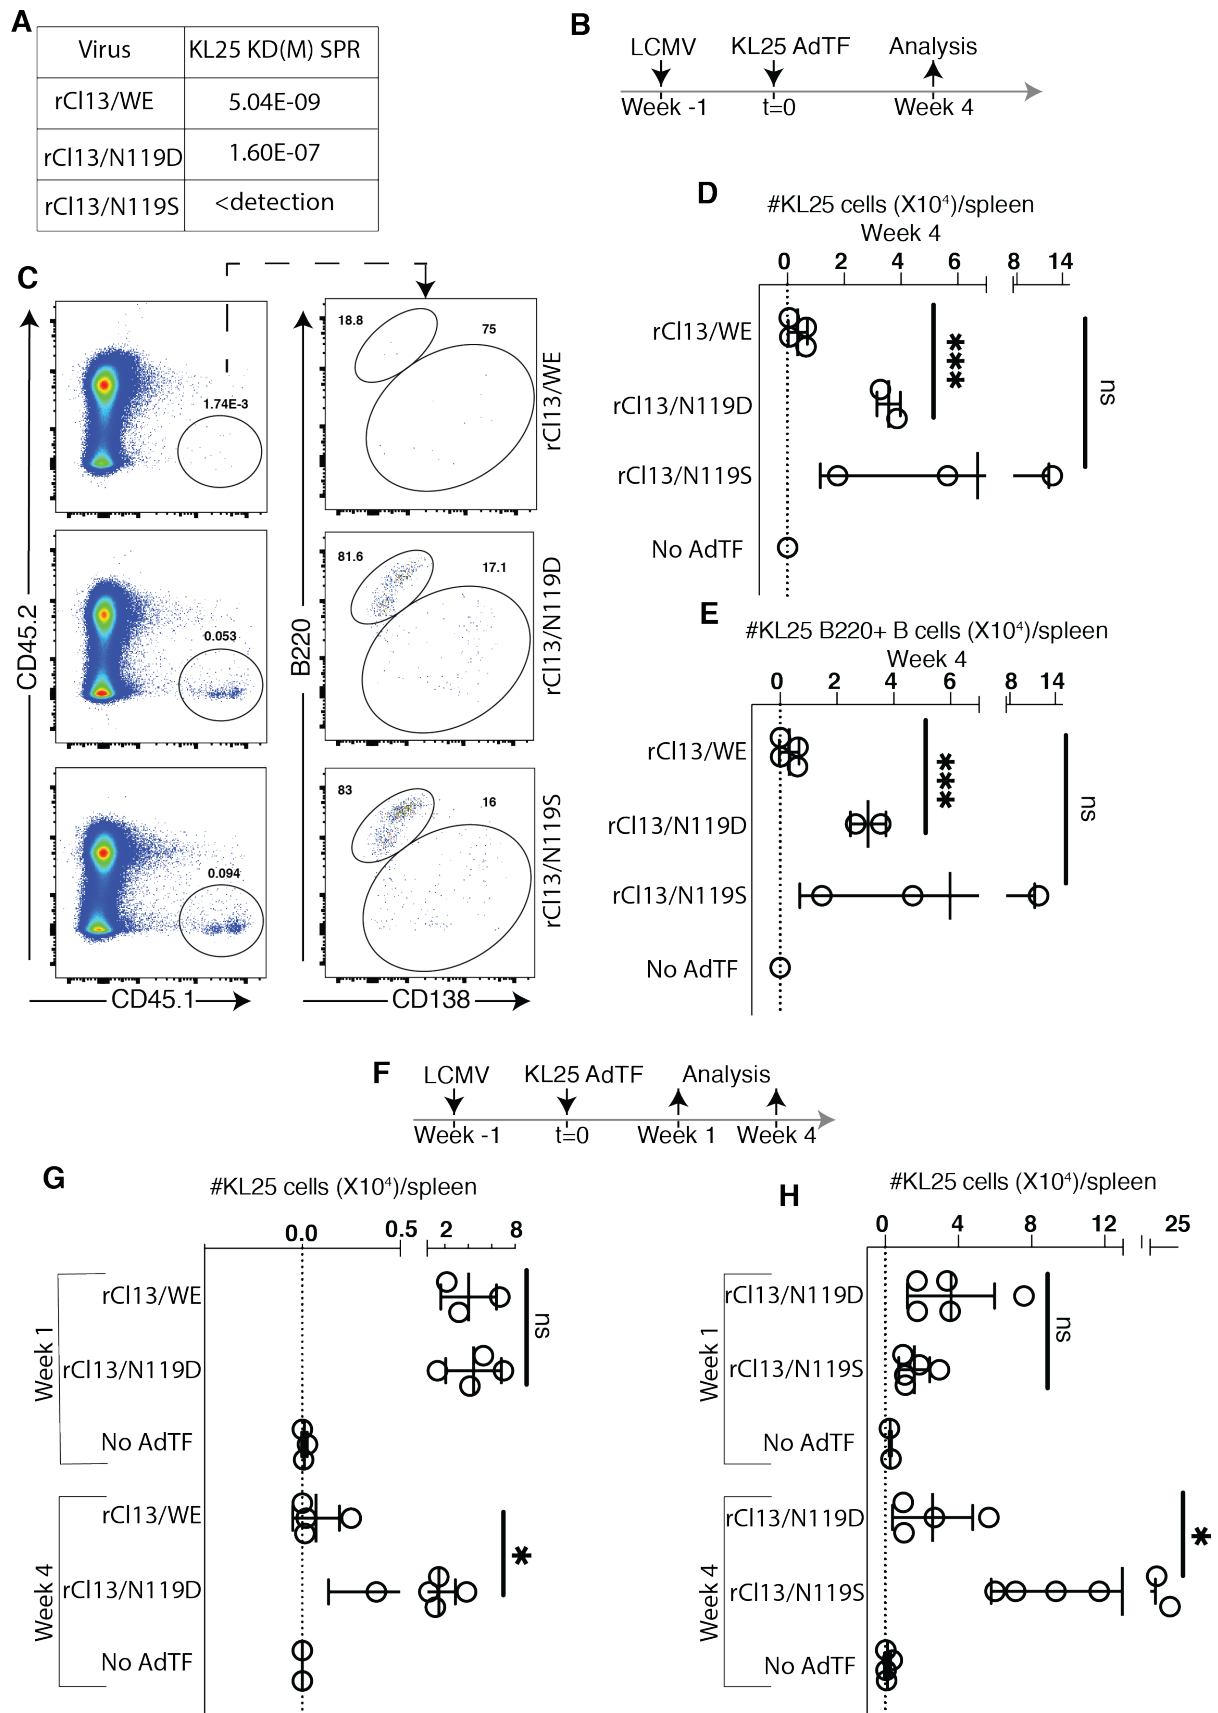 A
Virus KL25 KD(M) SPR
rCl13/WE 5.04E-09
rCl13/N119D 1.60E-07
rCl13/N119S <detection
B
LCMV KL25 AdTF Analysis
Week -1 t=0 Week 4
C
CD45.2
B220
1.74E-3
18.8 75
rCl13/WE
0.053
81.6 17.1
rCl13/N119D
0.094
83 16
rCl13/N119S
CD45.1 CD138
D
#KL25 cells (X10⁴)/spleen
Week 4
0 2 4 6 8 14
rCl13/WE
rCl13/N119D
rCl13/N119S
No AdTF
***
ns
E
#KL25 B220+ B cells (X10⁴)/spleen
Week 4
0 2 4 6 8 14
rCl13/WE
rCl13/N119D
rCl13/N119S
No AdTF
***
ns
F
LCMV KL25 AdTF Analysis
Week -1 t=0 Week 1 Week 4
G
#KL25 cells (X10⁴)/spleen
0.0 0.5 2 8
Week 1
rCl13/WE
rCl13/N119D
No AdTF
ns
Week 4
rCl13/WE
rCl13/N119D
No AdTF
*
H
#KL25 cells (X10⁴)/spleen
0 4 8 12 25
Week 1
rCl13/N119D
rCl13/N119S
No AdTF
ns
Week 4
rCl13/N119D
rCl13/N119S
No AdTF
*